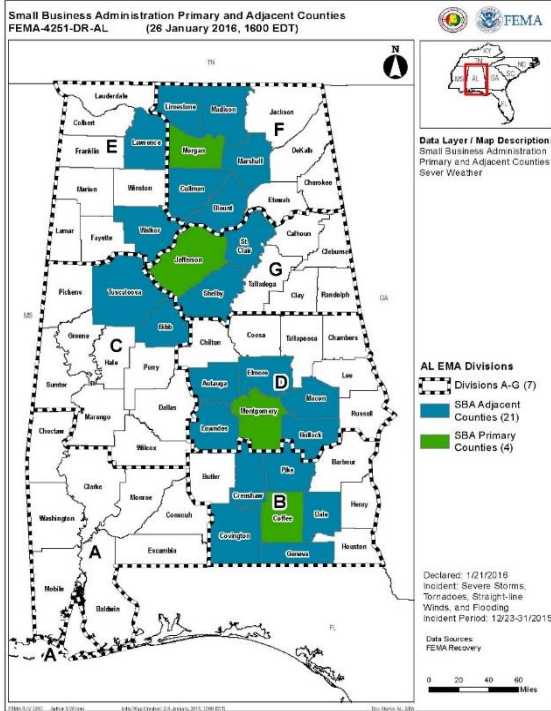 Small Business Administration Primary and Adjacent Counties
FEMA-4251-DR-AL (26 January 2016, 1600 EDT)
FEMA
TN
N
KY
TN
NC
MS
AL
GA
SC
FL
Data Layer / Map Description:
Small Business Administration
Primary and Adjacent Counties
Sever Weather
Lauderdale
Limestone
Madison
Jackson
Colbert
F
E
Lawrence
Franklin
Morgan
Marshall
DeKalb
Marion
Winston
Cullman
Cherokee
Etowah
Blount
Lamar
Fayette
Walker
Calhoun
St. Clair
Cleburne
Jefferson
G
Talladega
Pickens
Tuscaloosa
Shelby
Clay
Randolph
GA
MS
Bibb
Greene
C
Hale
Chilton
Coosa
Tallapoosa
Chambers
Perry
Elmore
Lee
Sumter
Autauga
D
Macon
Marengo
Dallas
Montgomery
Russell
Choctaw
Lowndes
Bullock
Wilcox
Butler
Pike
Barbour
Clarke
Crenshaw
Monroe
B
Henry
Washington
Conecuh
Coffee
Dale
Covington
A
Escambia
Geneva
Houston
Mobile
Baldwin
FL
A
AL EMA Divisions
Divisions A-G (7)
SBA Adjacent
Counties (21)
SBA Primary
Counties (4)
Declared: 1/21/2016
Incident: Severe Storms,
Tornadoes, Straight-line
Winds, and Flooding
Incident Period: 12/23-31/2015
Data Sources:
FEMA Recovery
0 20 40 60
Miles